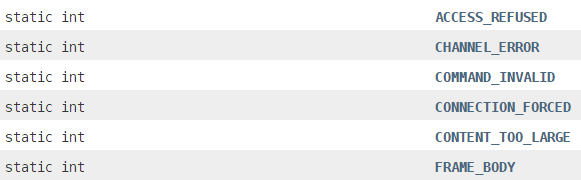 static int ACCESS_REFUSED
static int CHANNEL_ERROR
static int COMMAND_INVALID
static int CONNECTION_FORCED
static int CONTENT_TOO_LARGE
static int FRAME_BODY